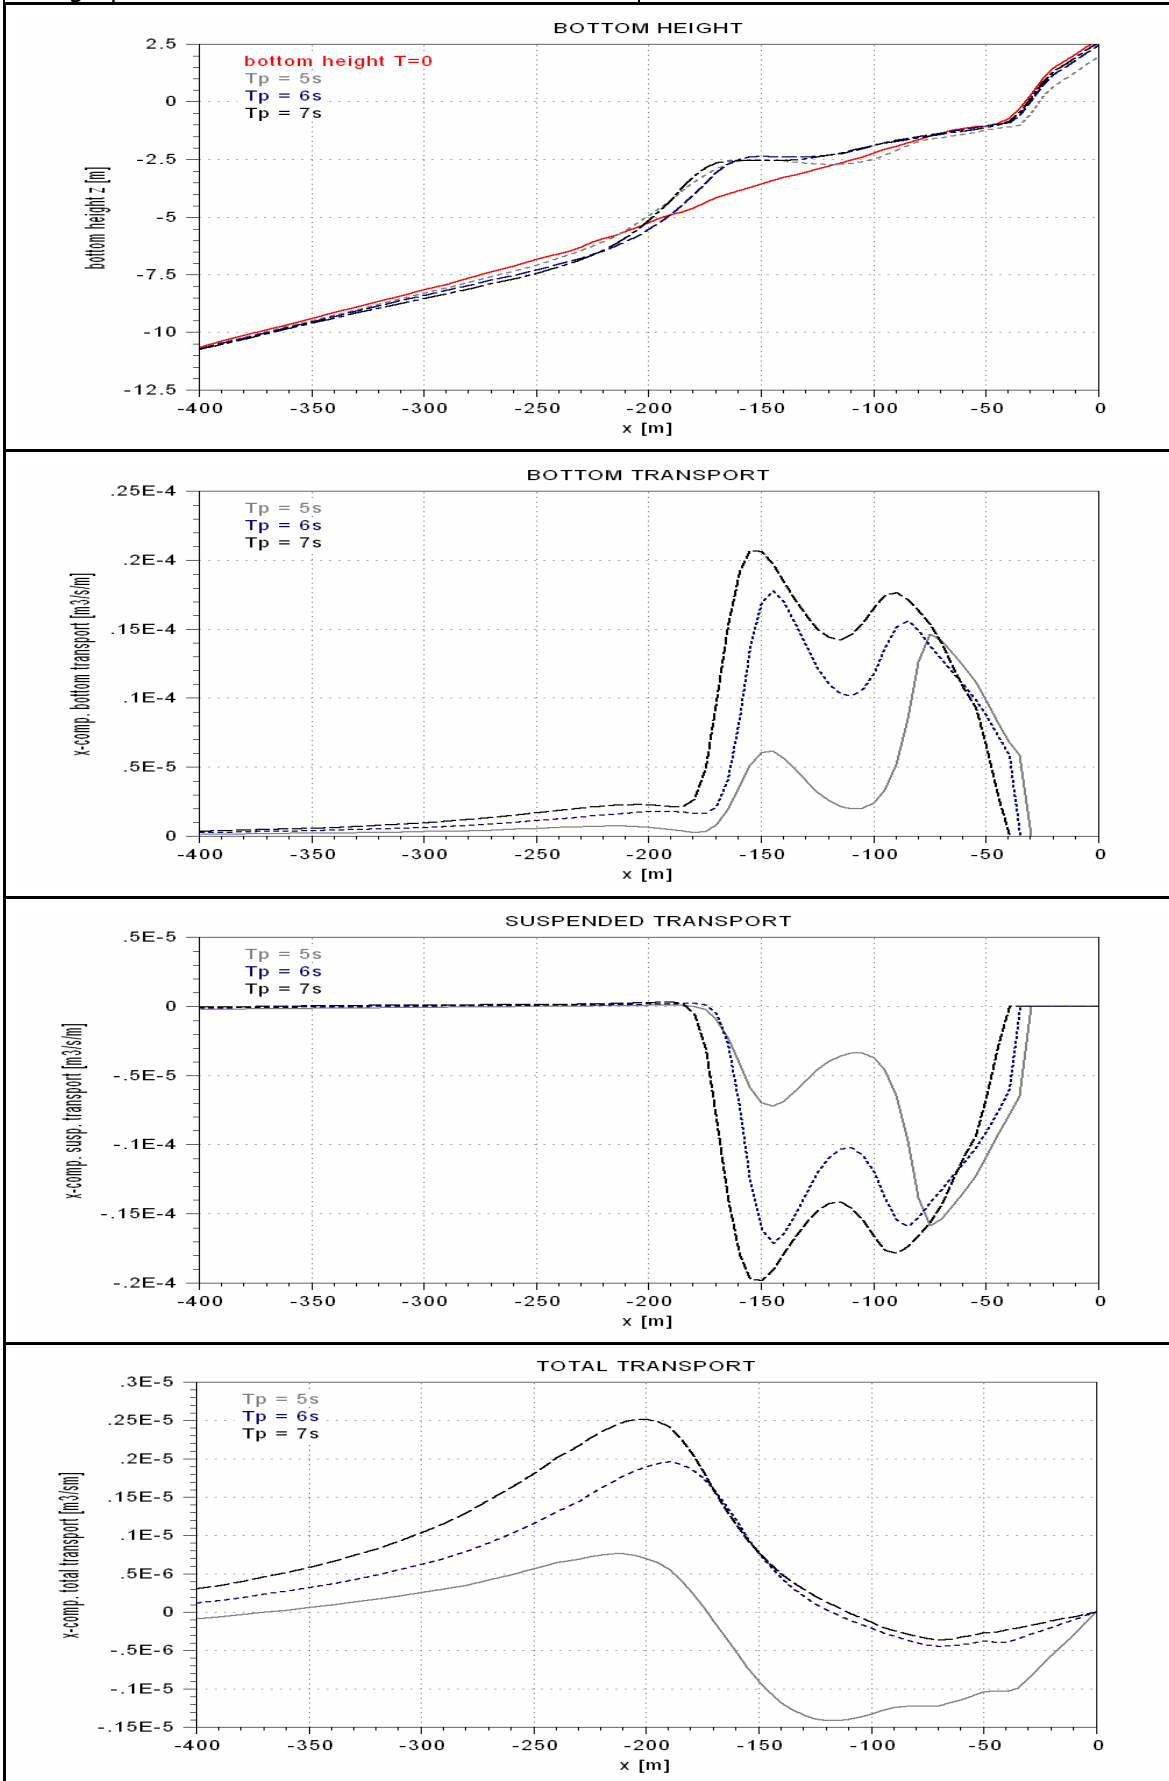 BOTTOM HEIGHT
2.5
0
-2.5
-5
-7.5
-10
-12.5
bottom height z [m]
bottom height T=0
Tp = 5s
Tp = 6s
Tp = 7s
-400 -350 -300 -250 -200 -150 -100 -50 0
x [m]
BOTTOM TRANSPORT
.25E-4
.2E-4
.15E-4
.1E-4
.5E-5
0
x-comp. bottom transport [m3/s/m]
Tp = 5s
Tp = 6s
Tp = 7s
-400 -350 -300 -250 -200 -150 -100 -50 0
x [m]
SUSPENDED TRANSPORT
.5E-5
0
-.5E-5
-.1E-4
-.15E-4
-.2E-4
x-comp. susp. transport [m3/s/m]
Tp = 5s
Tp = 6s
Tp = 7s
-400 -350 -300 -250 -200 -150 -100 -50 0
x [m]
TOTAL TRANSPORT
.3E-5
.25E-5
.2E-5
.15E-5
.1E-5
.5E-6
0
-.5E-6
-.1E-5
-.15E-5
x-comp. total transport [m3/sm]
Tp = 5s
Tp = 6s
Tp = 7s
-400 -350 -300 -250 -200 -150 -100 -50 0
x [m]